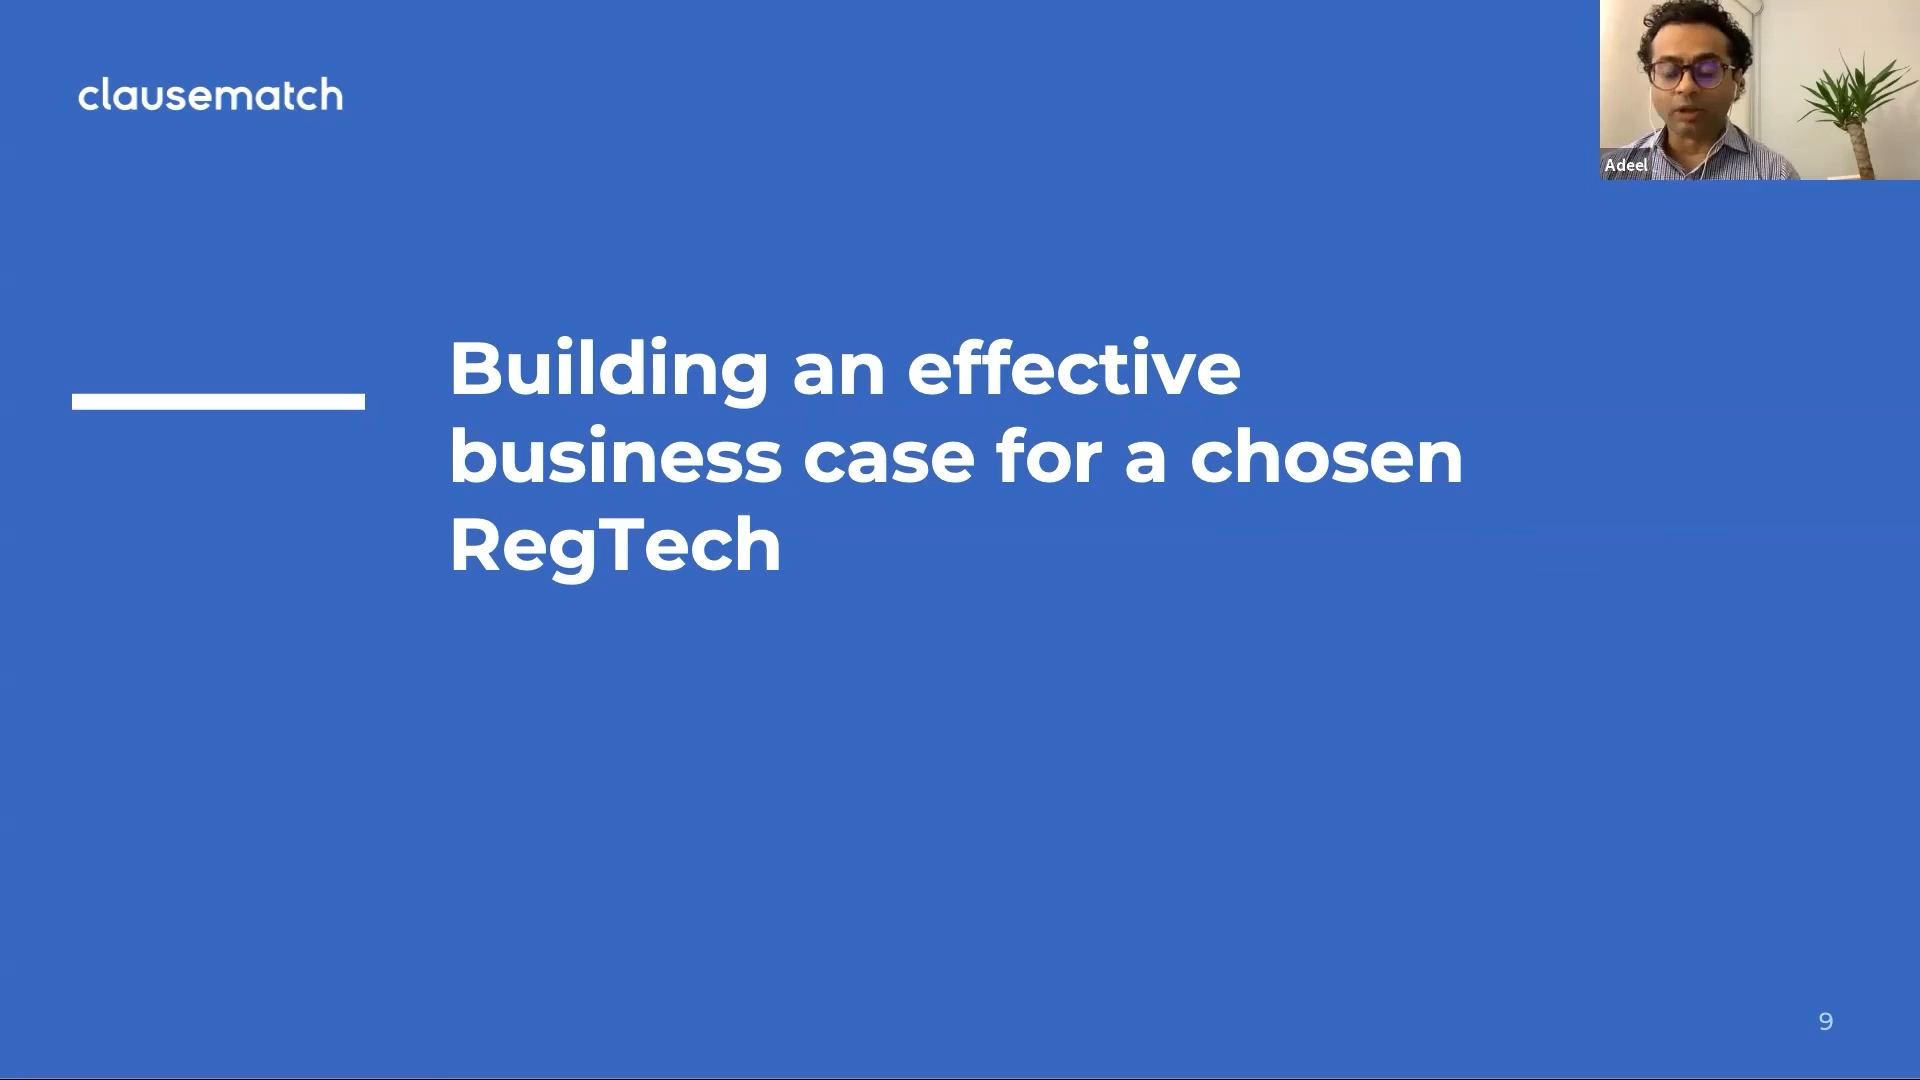 clausematch
Adeel
Building an effective
business case for a chosen
RegTech
9